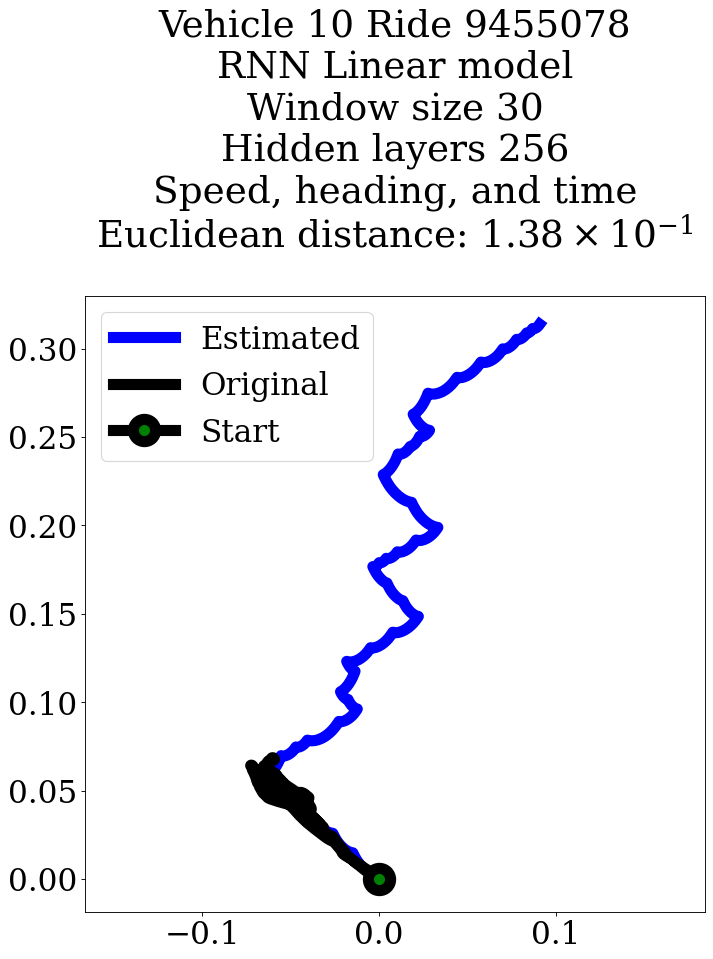 Vehicle 10 Ride 9455078
RNN Linear model
Window size 30
Hidden layers 256
Speed, heading, and time
Euclidean distance: 1.38 × 10⁻¹
Estimated
Original
Start
0.30
0.25
0.20
0.15
0.10
0.05
0.00
−0.1
0.0
0.1